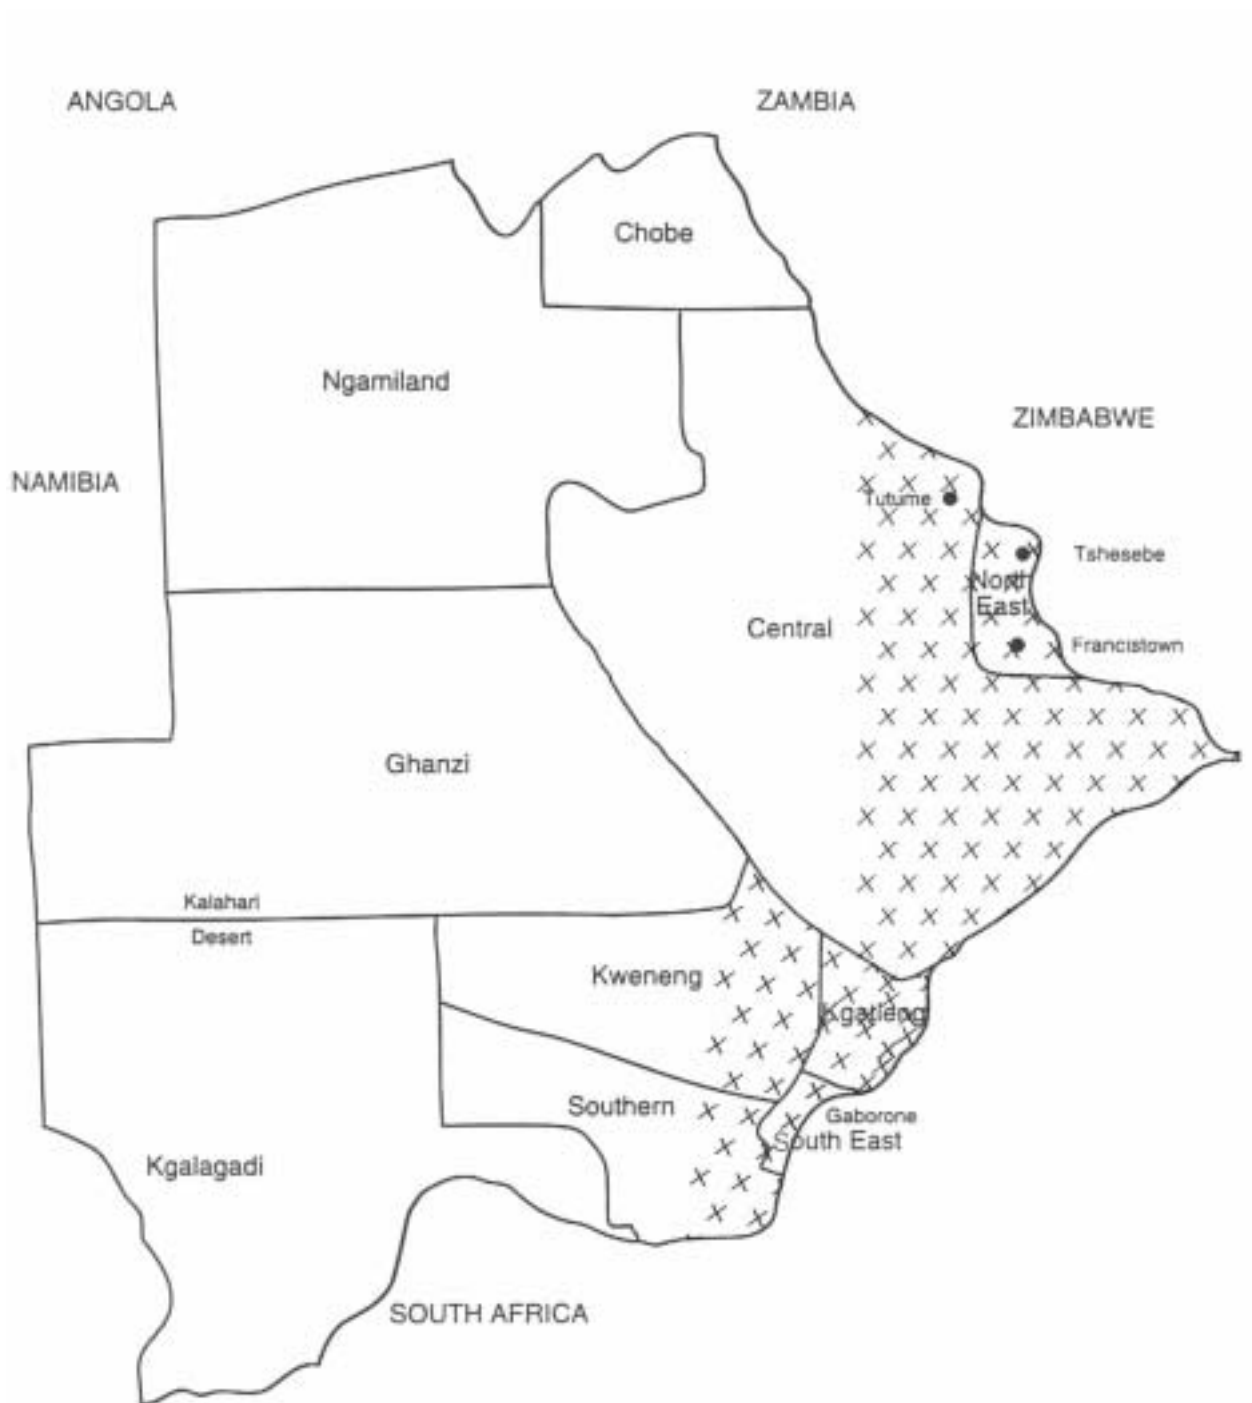 ANGOLA
ZAMBIA
Chobe
Ngamiland
ZIMBABWE
NAMIBIA
Tutume
Tshesebe
North
East
Central
Francistown
Ghanzi
Kalahari
Desert
Kweneng
Kgatleng
Southern
Gaborone
South East
Kgalagadi
SOUTH AFRICA